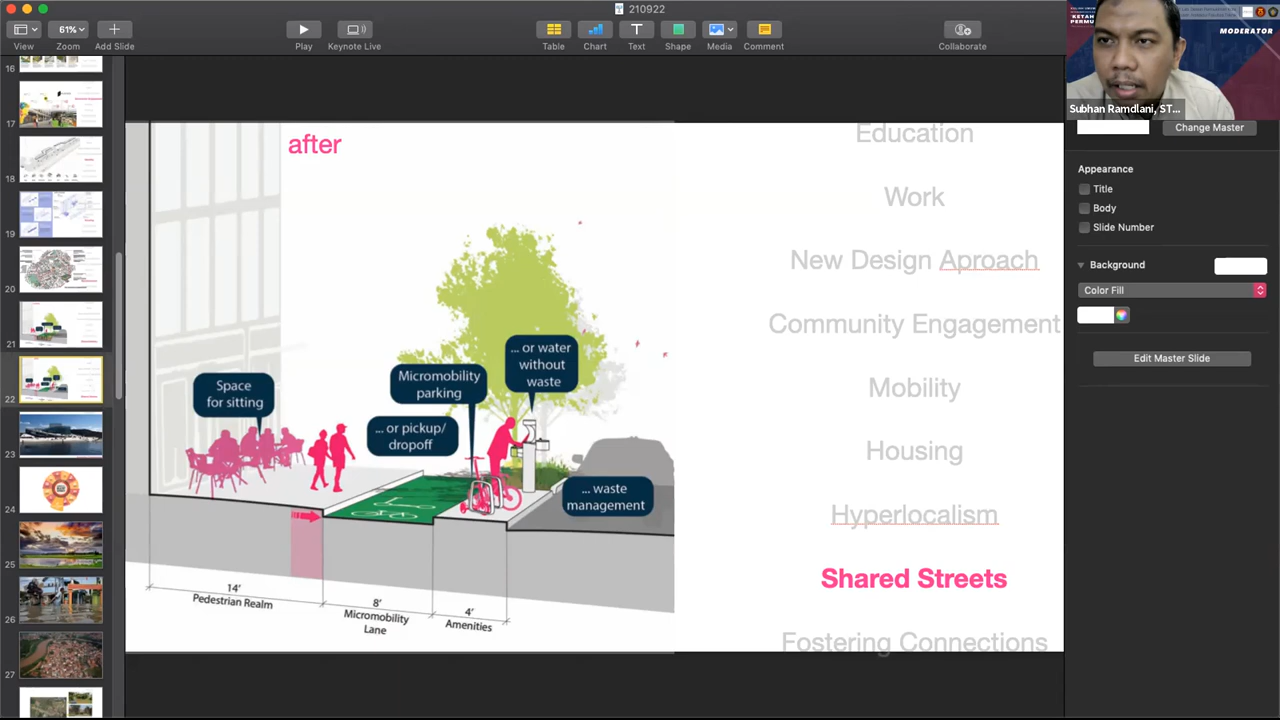 210922
61%
View
Zoom
Add Slide
Play
Keynote Live
Table
Chart
Text
Shape
Media
Comment
Collaborate
MODERATOR
Subhan Ramdlani, ST...
Change Master
Appearance
Title
Body
Slide Number
Background
Color Fill
Edit Master Slide
16
17
18
19
20
21
22
23
24
25
26
27
after
Space
for sitting
Micromobility
parking
... or pickup/
dropoff
... or water
without
waste
... waste
management
14'
Pedestrian Realm
8'
Micromobility
Lane
4'
Amenities
Education
Work
New Design Aproach
Community Engagement
Mobility
Housing
Hyperlocalism
Shared Streets
Fostering Connections